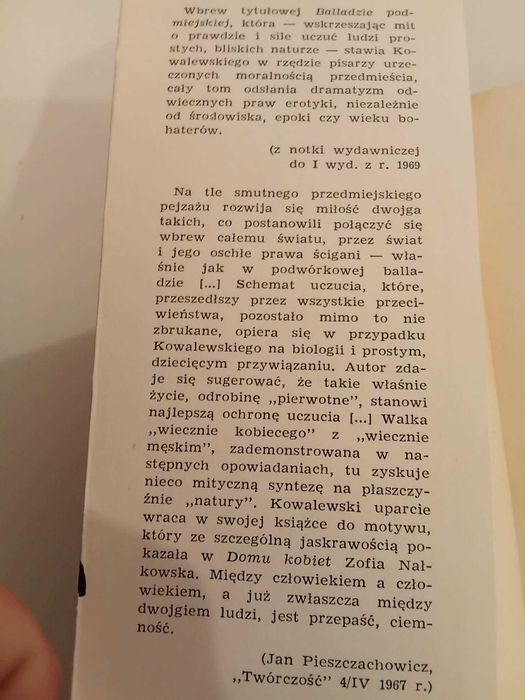 Wbrew tytułowej Balladzie pod-
miejskiej, która — wskrzeszając mit
o prawdzie i sile uczuć ludzi pro-
stych, bliskich naturze — stawia Ko-
walewskiego w rzędzie pisarzy urze-
czonych moralnością przedmieścia,
cały tom odsłania dramatyzm od-
wiecznych praw erotyki, niezależnie
od środowiska, epoki czy wieku bo-
haterów.
(z notki wydawniczej
do I wyd. z r. 1969
Na tle smutnego przedmiejskiego
pejzażu rozwija się miłość dwojga
takich, co postanowili połączyć się
wbrew całemu światu, przez świat
i jego oschłe prawa ścigani — wła-
śnie jak w podwórkowej balla-
dzie [...] Schemat uczucia, które,
przeszedłszy przez wszystkie przeci-
wieństwa, pozostało mimo to nie
zbrukane, opiera się w przypadku
Kowalewskiego na biologii i prostym,
dziecięcym przywiązaniu. Autor zda-
je się sugerować, że takie właśnie
życie, odrobinę „pierwotne”, stanowi
najlepszą ochronę uczucia [...] Walka
„wiecznie kobiecego” z „wiecznie
męskim”, zademonstrowana w na-
stępnych opowiadaniach, tu zyskuje
nieco mityczną syntezę na płaszczy-
źnie „natury”. Kowalewski uparcie
wraca w swojej książce do motywu,
który ze szczególną jaskrawością po-
kazała w Domu kobiet Zofia Nał-
kowska. Między człowiekiem a czło-
wiekiem, a już zwłaszcza między
dwojgiem ludzi, jest przepaść, ciem-
ność.
(Jan Pieszczachowicz,
„Twórczość” 4/IV 1967 r.)